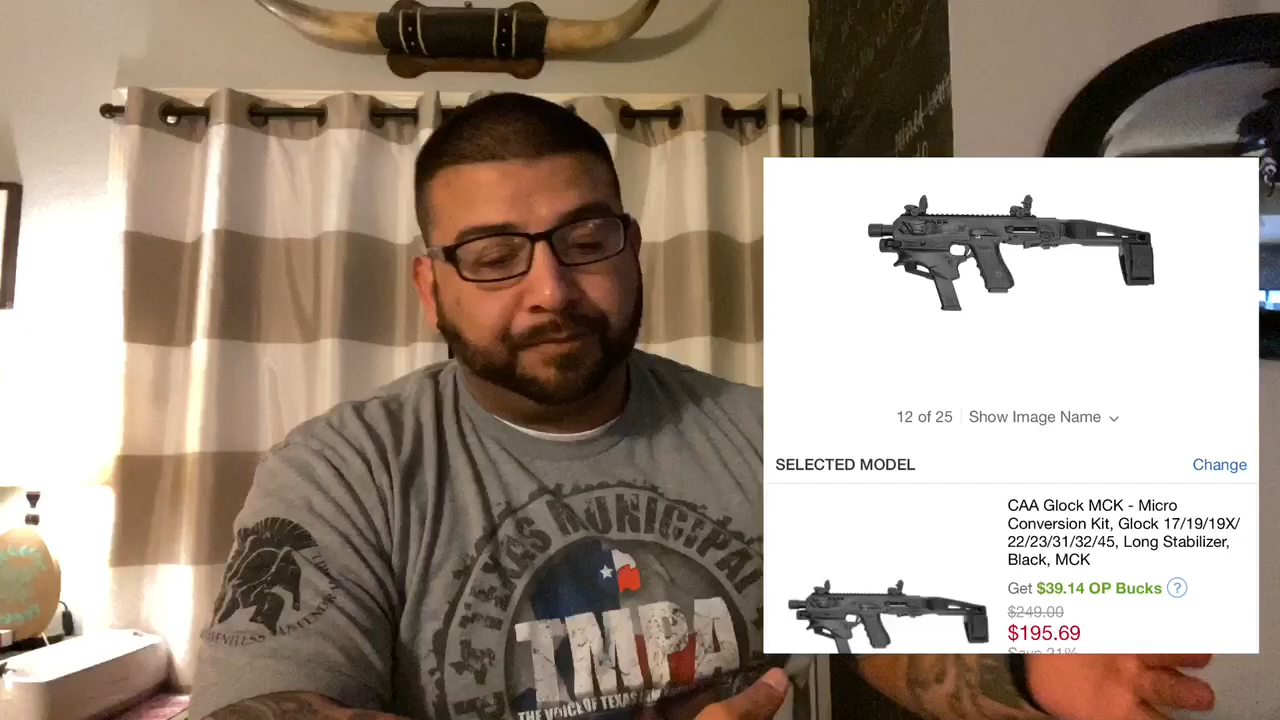 TEXAS MUNICIPAL
TMPA
THE VOICE OF TEXAS
12 of 25 | Show Image Name
SELECTED MODEL
Change
CAA Glock MCK - Micro
Conversion Kit, Glock 17/19/19X/
22/23/31/32/45, Long Stabilizer,
Black, MCK
Get $39.14 OP Bucks ?
$249.00
$195.69
Save 21%